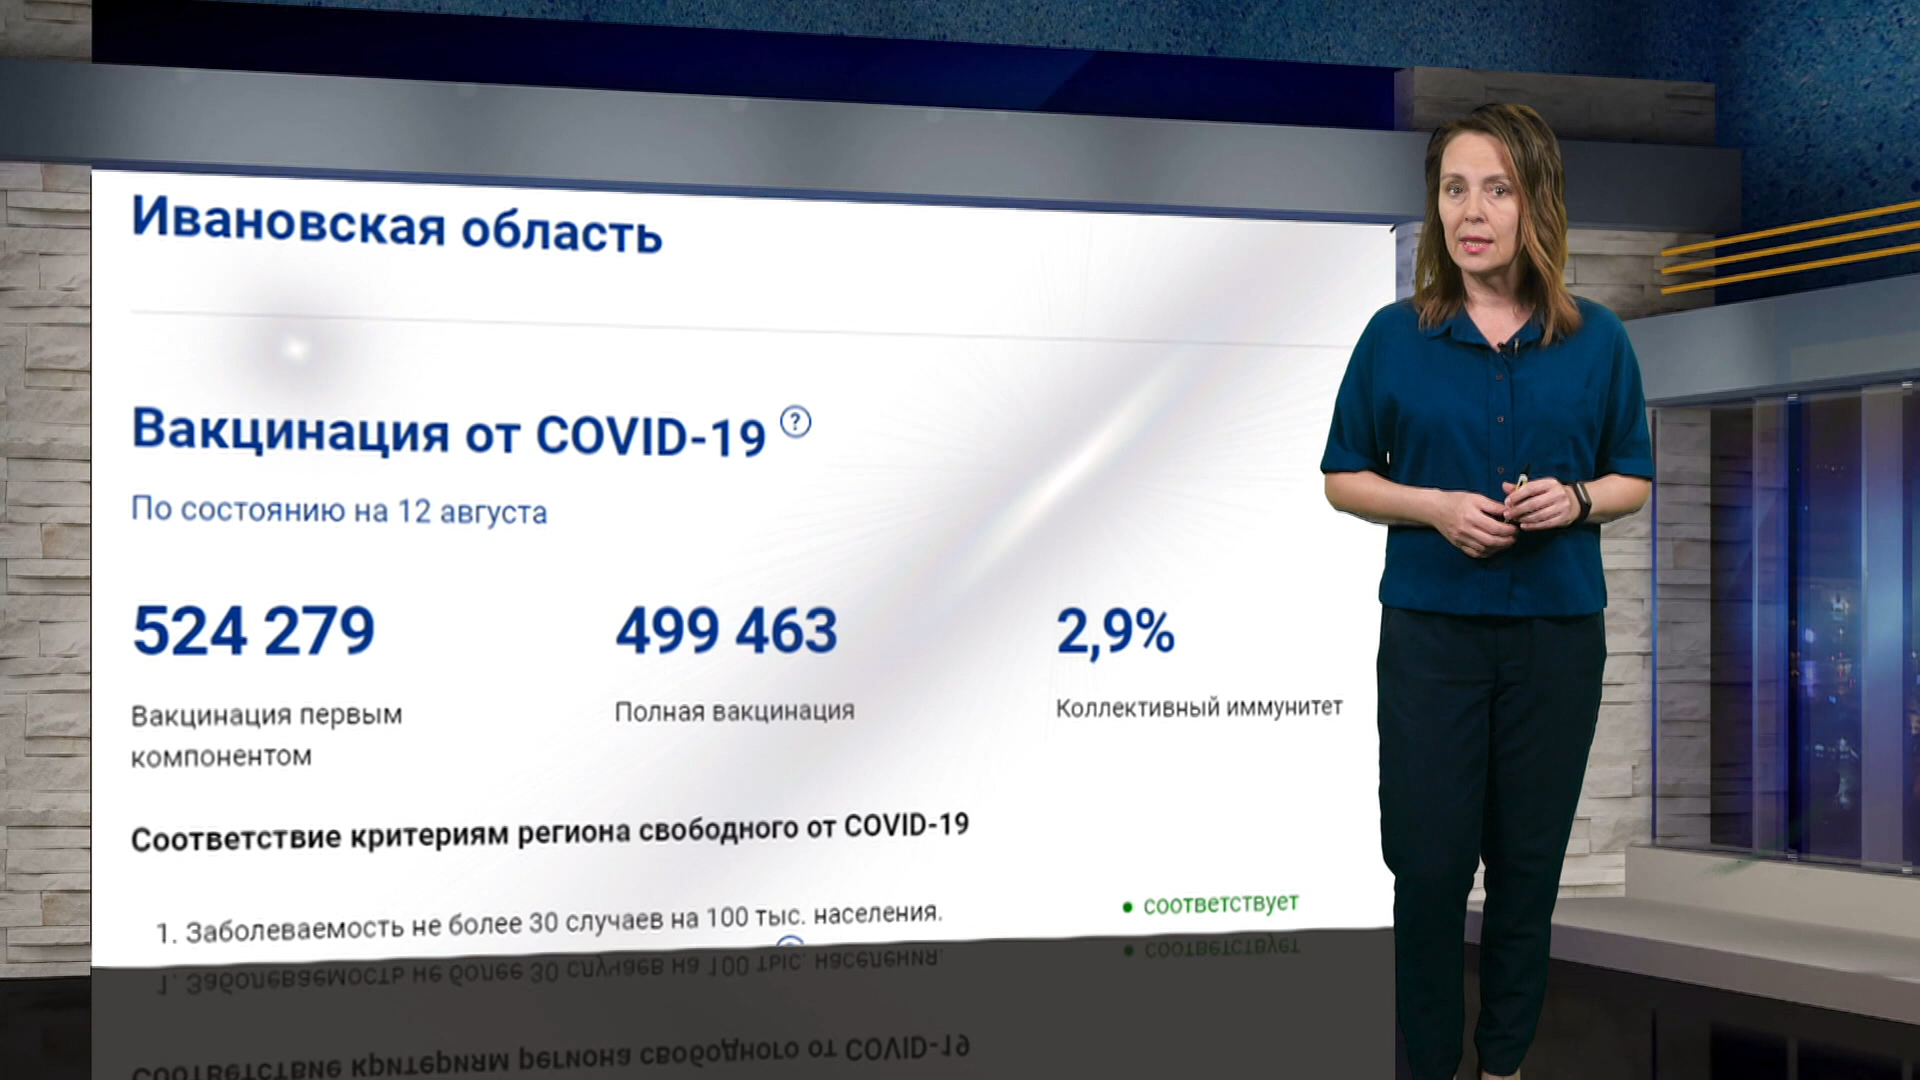 Ивановская область
Вакцинация от COVID-19 ?
По состоянию на 12 августа
524 279
499 463
2,9%
Вакцинация первым
компонентом
Полная вакцинация
Коллективный иммунитет
Соответствие критериям региона свободного от COVID-19
1. Заболеваемость не более 30 случаев на 100 тыс. населения.
• соответствует